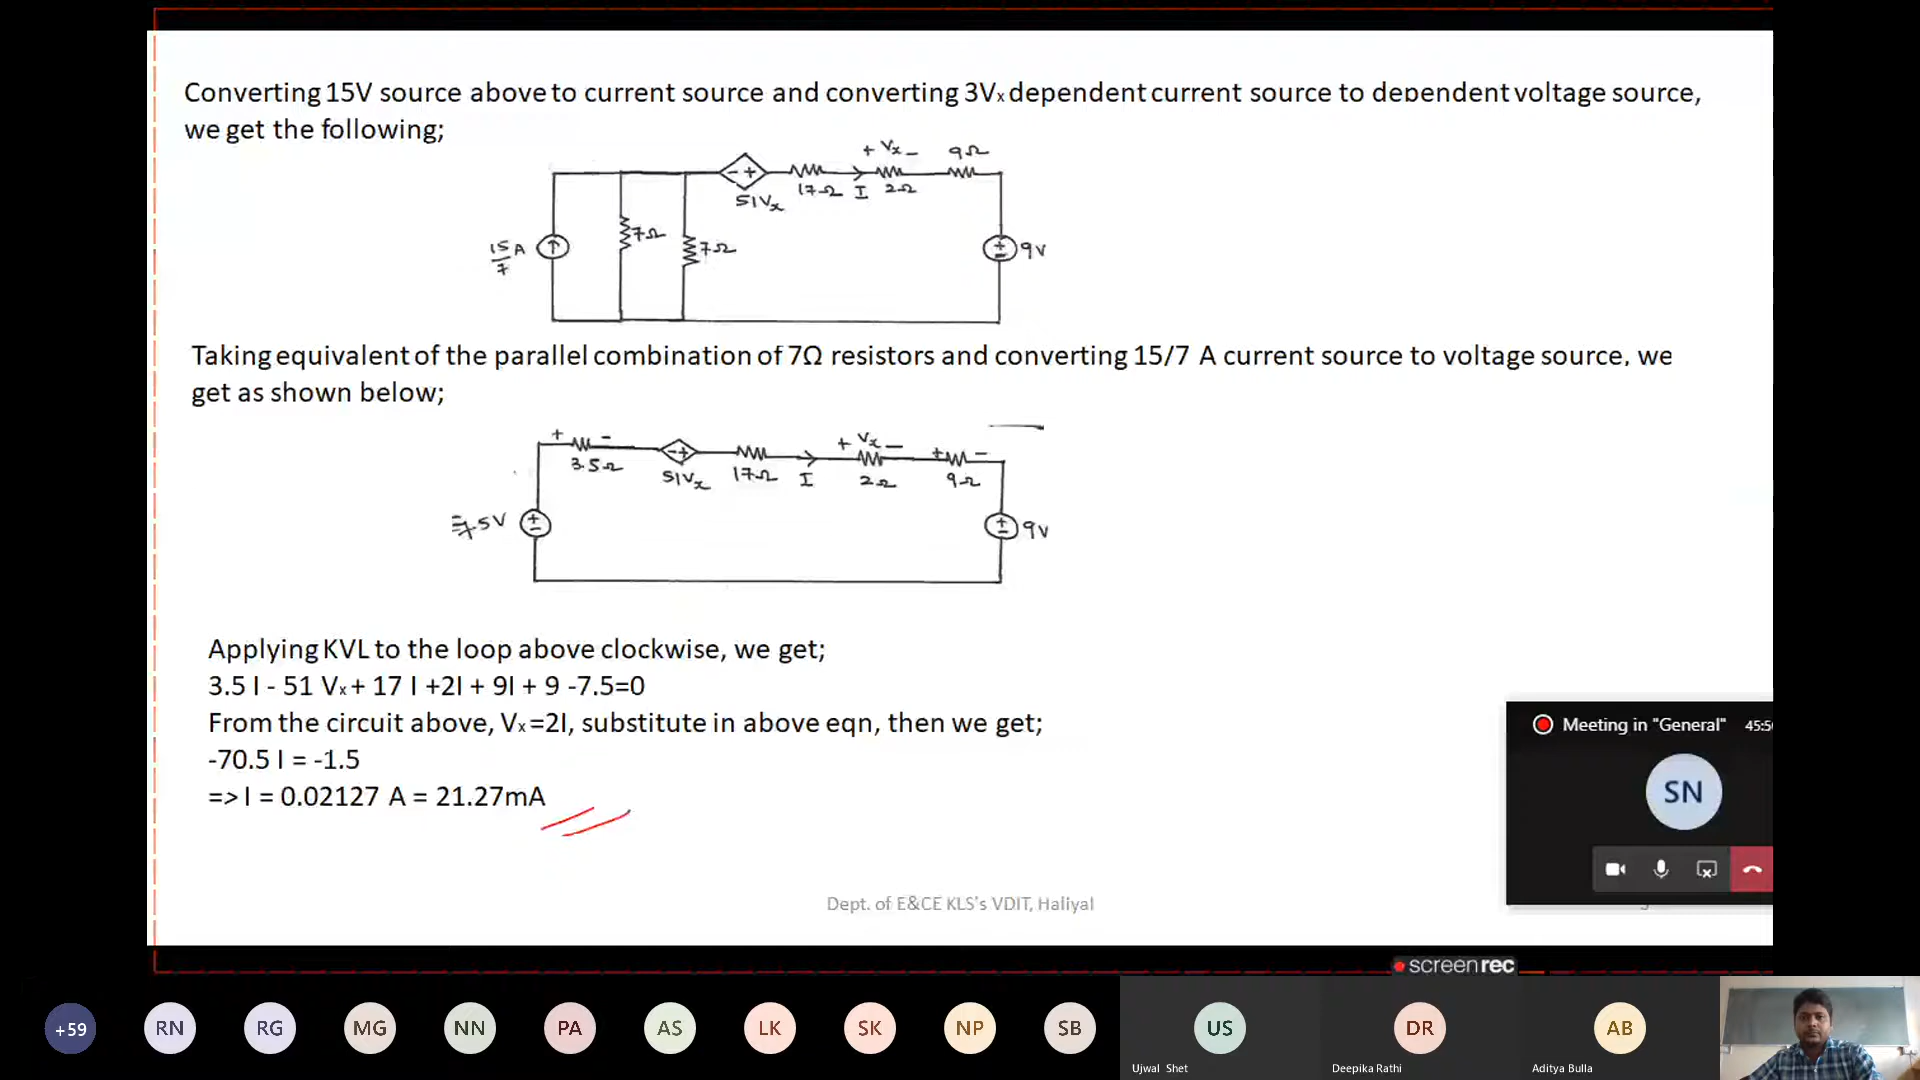 Converting 15V source above to current source and converting 3Vx dependent current source to dependent voltage source,
we get the following;
+ Vx -
9Ω
- +
51Vx
17Ω
I
2Ω
15/7 A
7Ω
7Ω
+ -
9V
Taking equivalent of the parallel combination of 7Ω resistors and converting 15/7 A current source to voltage source, we
get as shown below;
+ -
3.5Ω
- +
51Vx
17Ω
I
+ Vx -
2Ω
+ -
9Ω
7.5V
+ -
+ -
9V
Applying KVL to the loop above clockwise, we get;
3.5 I - 51 Vx + 17 I +2I + 9I + 9 -7.5=0
From the circuit above, Vx =2I, substitute in above eqn, then we get;
-70.5 I = -1.5
=> I = 0.02127 A = 21.27mA
Meeting in "General"
45:5
SN
Dept. of E&CE KLS's VDIT, Haliyal
screenrec
+59
RN
RG
MG
NN
PA
AS
LK
SK
NP
SB
US
Ujwal Shet
DR
Deepika Rathi
AB
Aditya Bulla